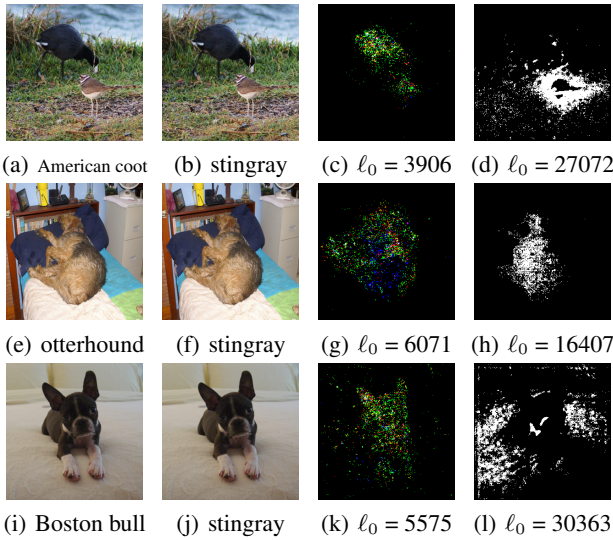 (a) American coot (b) stingray (c) ℓ₀ = 3906 (d) ℓ₀ = 27072
(e) otterhound (f) stingray (g) ℓ₀ = 6071 (h) ℓ₀ = 16407
(i) Boston bull (j) stingray (k) ℓ₀ = 5575 (l) ℓ₀ = 30363